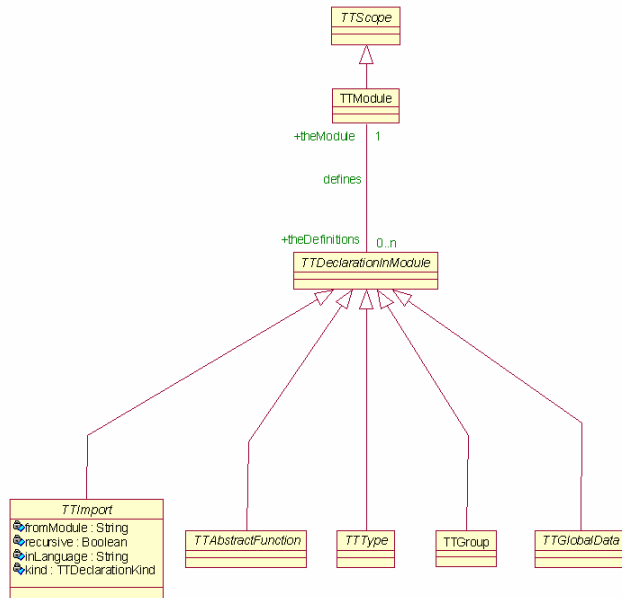 TTScope
TTModule
+theModule 1
defines
+theDefinitions 0..n
TTDeclarationInModule
TTImport
fromModule : String
recursive : Boolean
inLanguage : String
kind : TTDeclarationKind
TTAbstractFunction
TTType
TTGroup
TTGlobalData